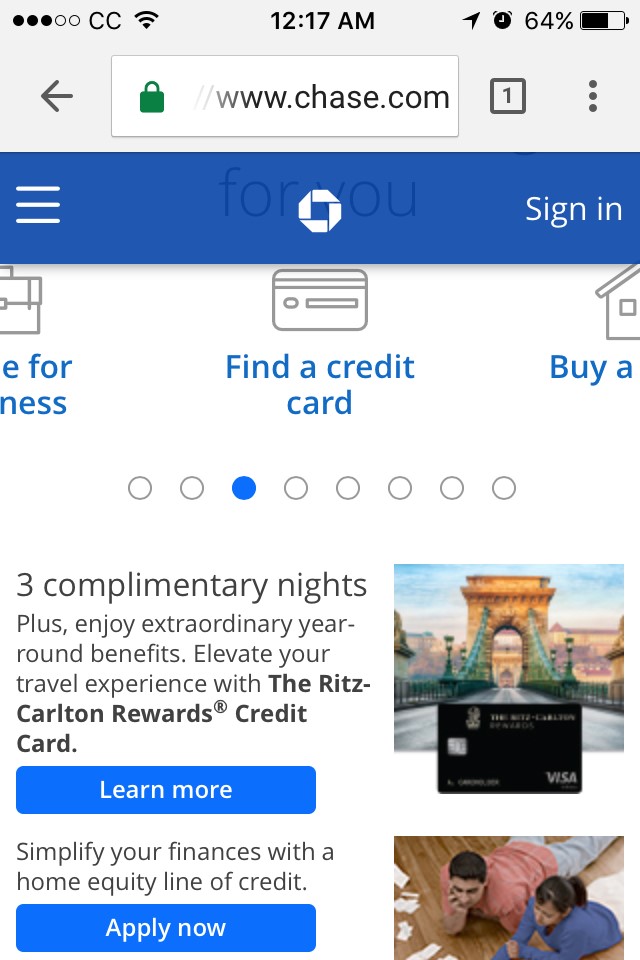 CC 12:17 AM 64%
//www.chase.com 1
for you
Sign in
e for
ness
Find a credit
card
Buy a
3 complimentary nights
Plus, enjoy extraordinary year-
round benefits. Elevate your
travel experience with The Ritz-
Carlton Rewards® Credit
Card.
THE RITZ-CARLTON
REWARDS
CARDHOLDER
VISA
Learn more
Simplify your finances with a
home equity line of credit.
Apply now